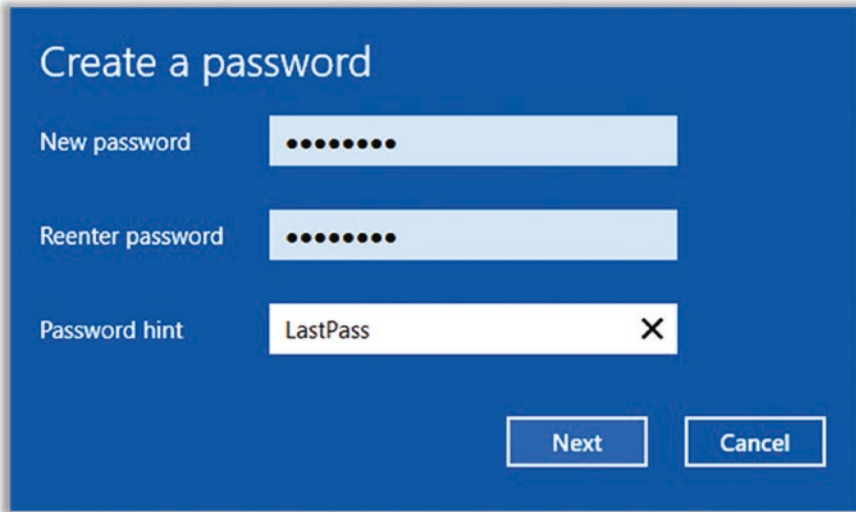 Create a password
New password ••••••••
Reenter password ••••••••
Password hint LastPass
Next Cancel